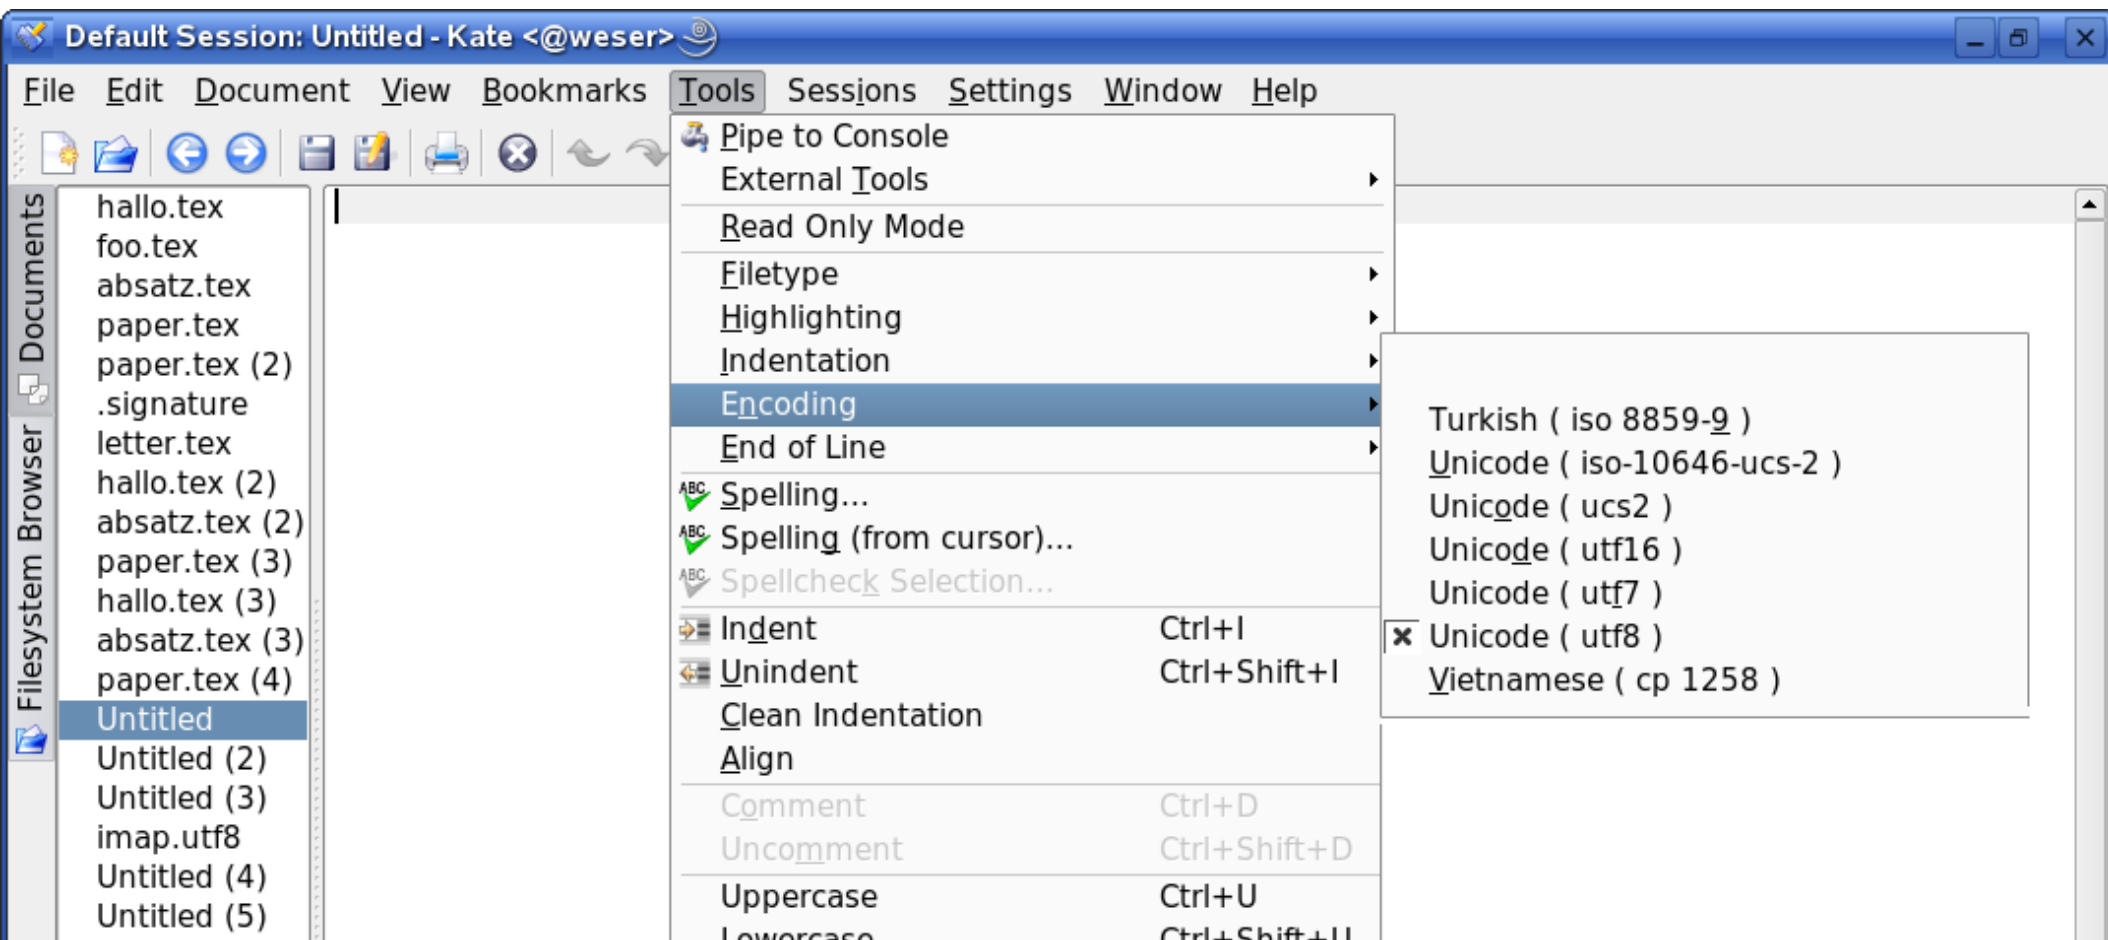 Default Session: Untitled - Kate <@weser>
File Edit Document View Bookmarks Tools Sessions Settings Window Help
Documents
Filesystem Browser
hallo.tex
foo.tex
absatz.tex
paper.tex
paper.tex (2)
.signature
letter.tex
hallo.tex (2)
absatz.tex (2)
paper.tex (3)
hallo.tex (3)
absatz.tex (3)
paper.tex (4)
Untitled
Untitled (2)
Untitled (3)
imap.utf8
Untitled (4)
Untitled (5)
Pipe to Console
External Tools
Read Only Mode
Filetype
Highlighting
Indentation
Encoding
End of Line
ABC Spelling...
ABC Spelling (from cursor)...
ABC Spellcheck Selection...
Indent Ctrl+I
Unindent Ctrl+Shift+I
Clean Indentation
Align
Comment Ctrl+D
Uncomment Ctrl+Shift+D
Uppercase Ctrl+U
Lowercase Ctrl+Shift+U
Turkish ( iso 8859-9 )
Unicode ( iso-10646-ucs-2 )
Unicode ( ucs2 )
Unicode ( utf16 )
Unicode ( utf7 )
Unicode ( utf8 )
Vietnamese ( cp 1258 )